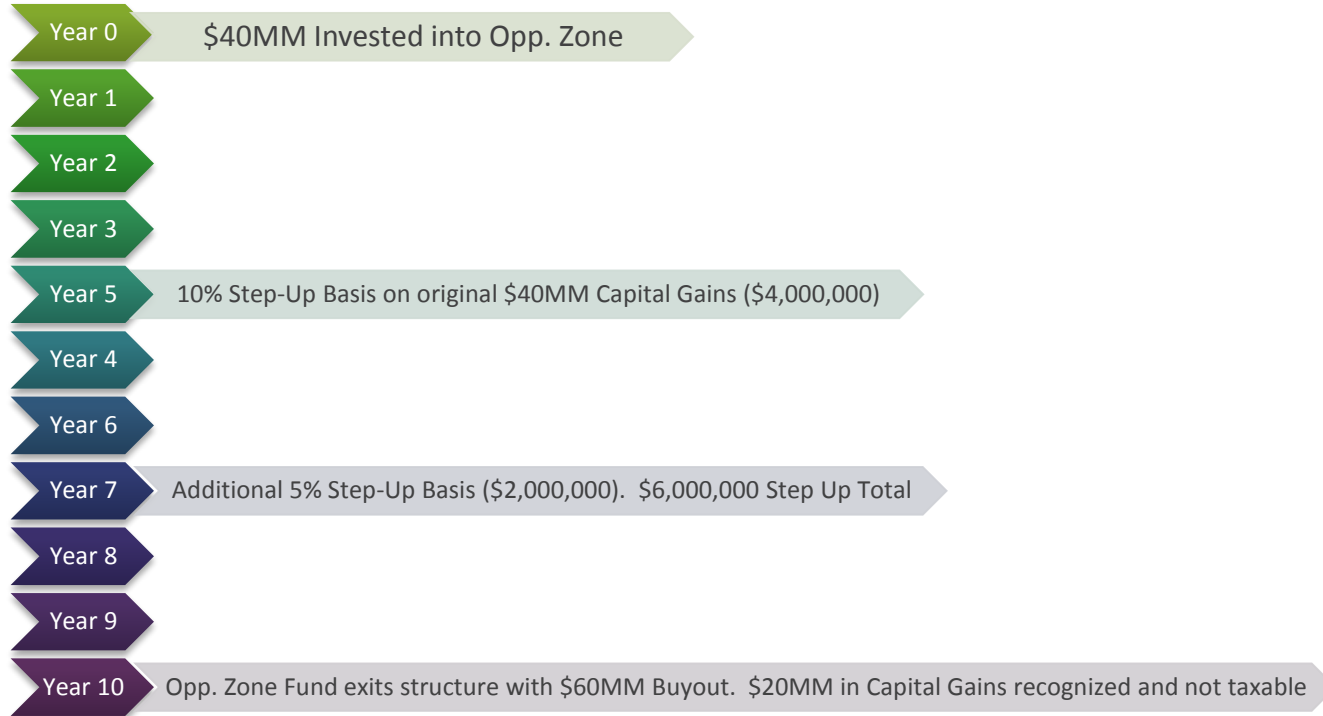 Year 0
$40MM Invested into Opp. Zone
Year 1
Year 2
Year 3
Year 5
10% Step-Up Basis on original $40MM Capital Gains ($4,000,000)
Year 4
Year 6
Year 7
Additional 5% Step-Up Basis ($2,000,000).  $6,000,000 Step Up Total
Year 8
Year 9
Year 10
Opp. Zone Fund exits structure with $60MM Buyout.  $20MM in Capital Gains recognized and not taxable